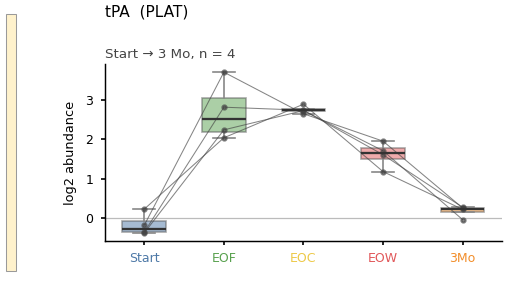 tPA (PLAT)
Start → 3 Mo, n = 4
log2 abundance
3
2
1
0
Start EOF EOC EOW 3Mo